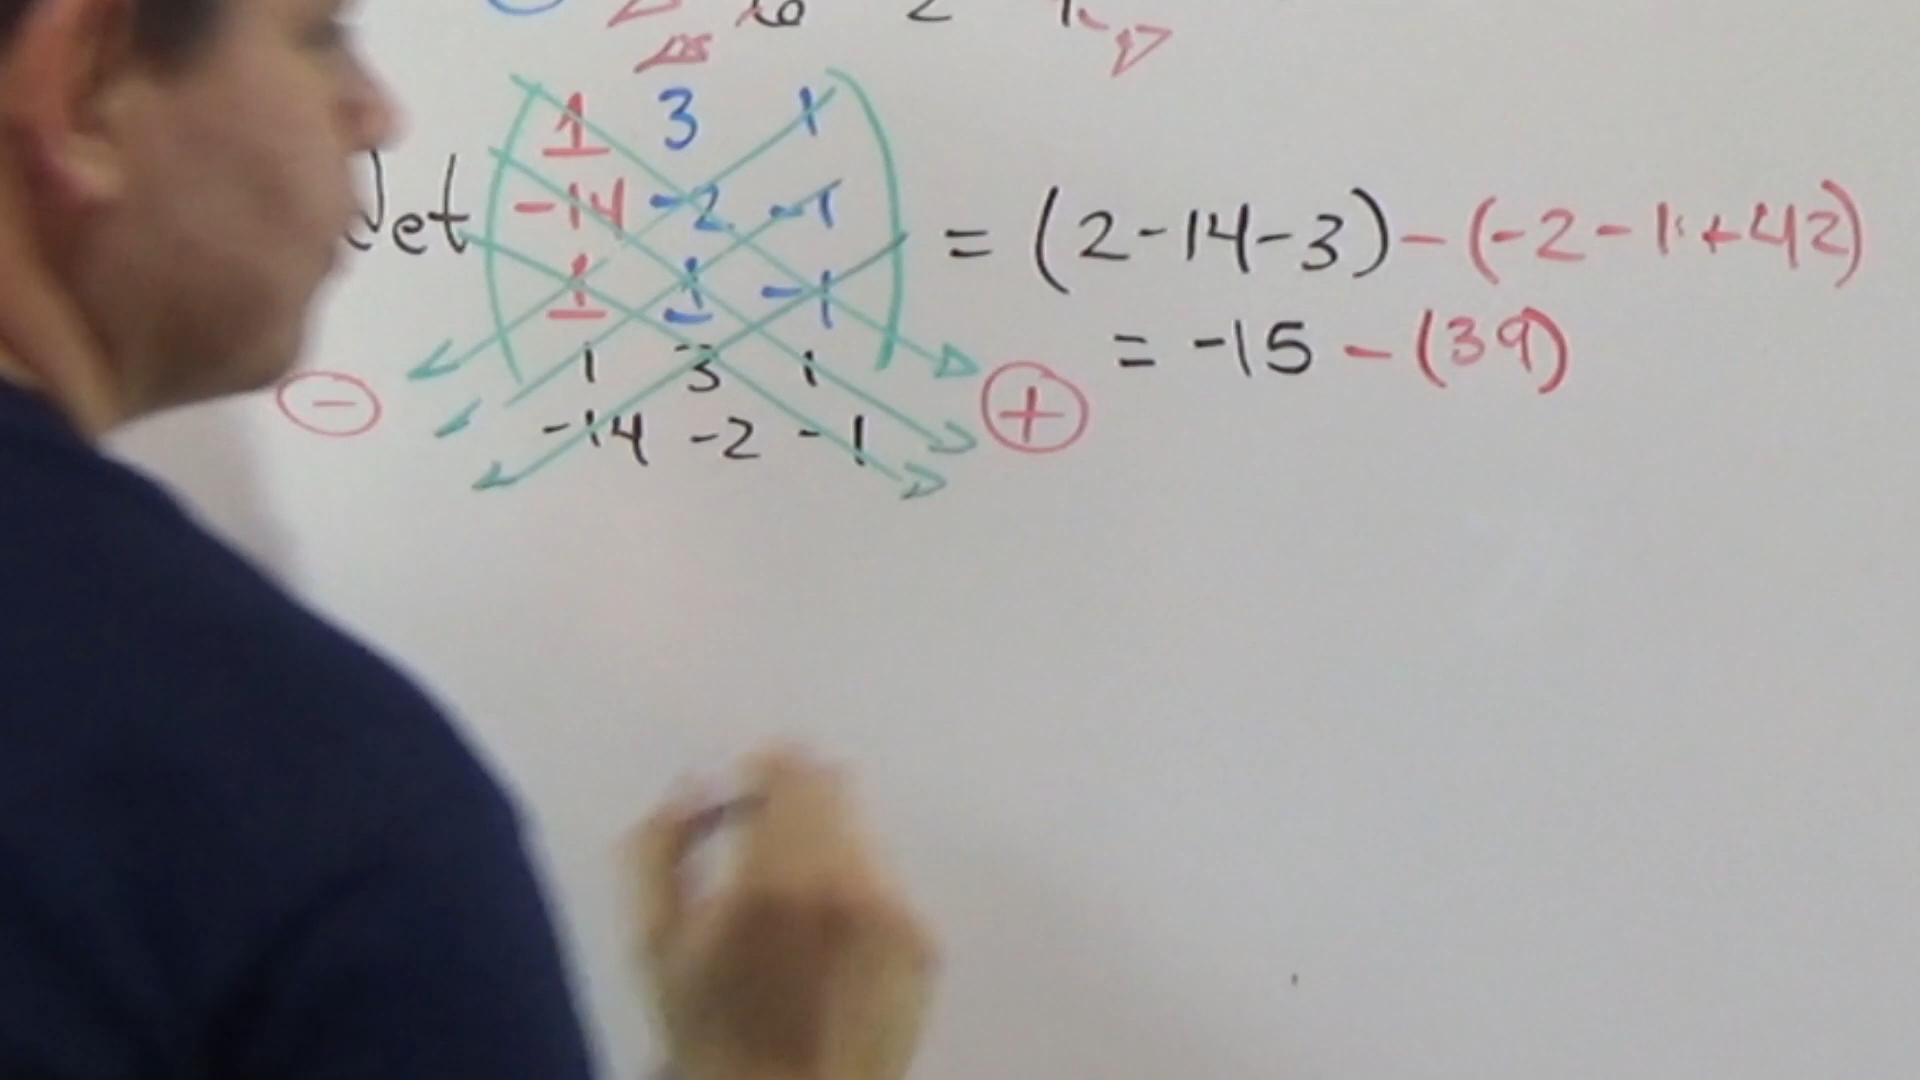 Det ( 1 3 1
-14 -2 -1
1 1 -1 ) = (2-14-3) - (-2-1+42)
1 3 1 = -15 - (39)
- +
-14 -2 -1